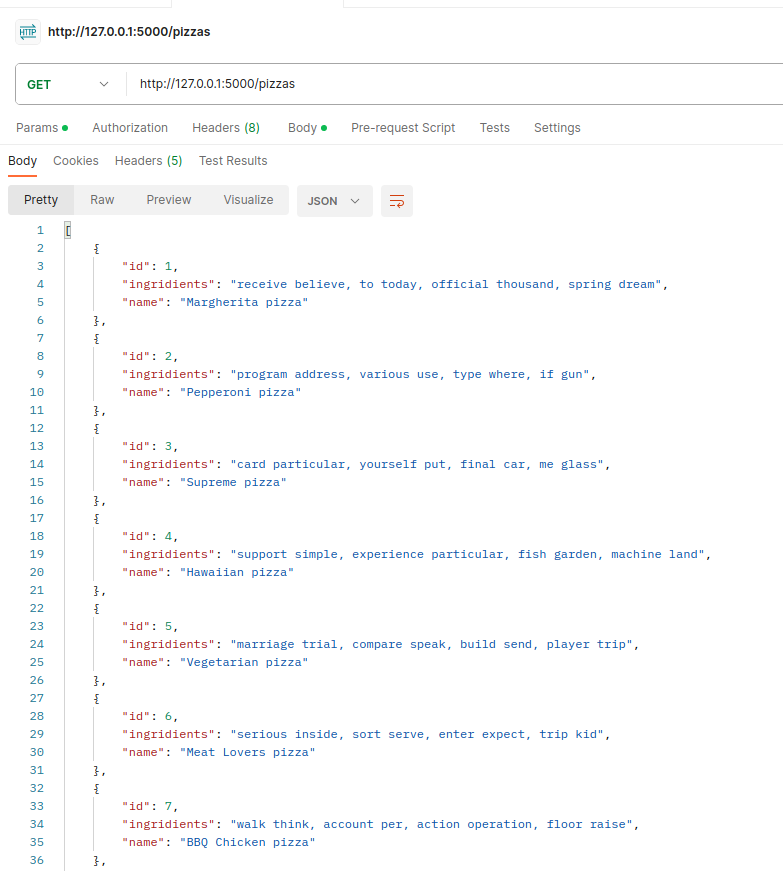 HTTP http://127.0.0.1:5000/pizzas
GET http://127.0.0.1:5000/pizzas
Params Authorization Headers (8) Body Pre-request Script Tests Settings
Body Cookies Headers (5) Test Results
Pretty Raw Preview Visualize JSON
1 [
2 {
3 "id": 1,
4 "ingridients": "receive believe, to today, official thousand, spring dream",
5 "name": "Margherita pizza"
6 },
7 {
8 "id": 2,
9 "ingridients": "program address, various use, type where, if gun",
10 "name": "Pepperoni pizza"
11 },
12 {
13 "id": 3,
14 "ingridients": "card particular, yourself put, final car, me glass",
15 "name": "Supreme pizza"
16 },
17 {
18 "id": 4,
19 "ingridients": "support simple, experience particular, fish garden, machine land",
20 "name": "Hawaiian pizza"
21 },
22 {
23 "id": 5,
24 "ingridients": "marriage trial, compare speak, build send, player trip",
25 "name": "Vegetarian pizza"
26 },
27 {
28 "id": 6,
29 "ingridients": "serious inside, sort serve, enter expect, trip kid",
30 "name": "Meat Lovers pizza"
31 },
32 {
33 "id": 7,
34 "ingridients": "walk think, account per, action operation, floor raise",
35 "name": "BBQ Chicken pizza"
36 },